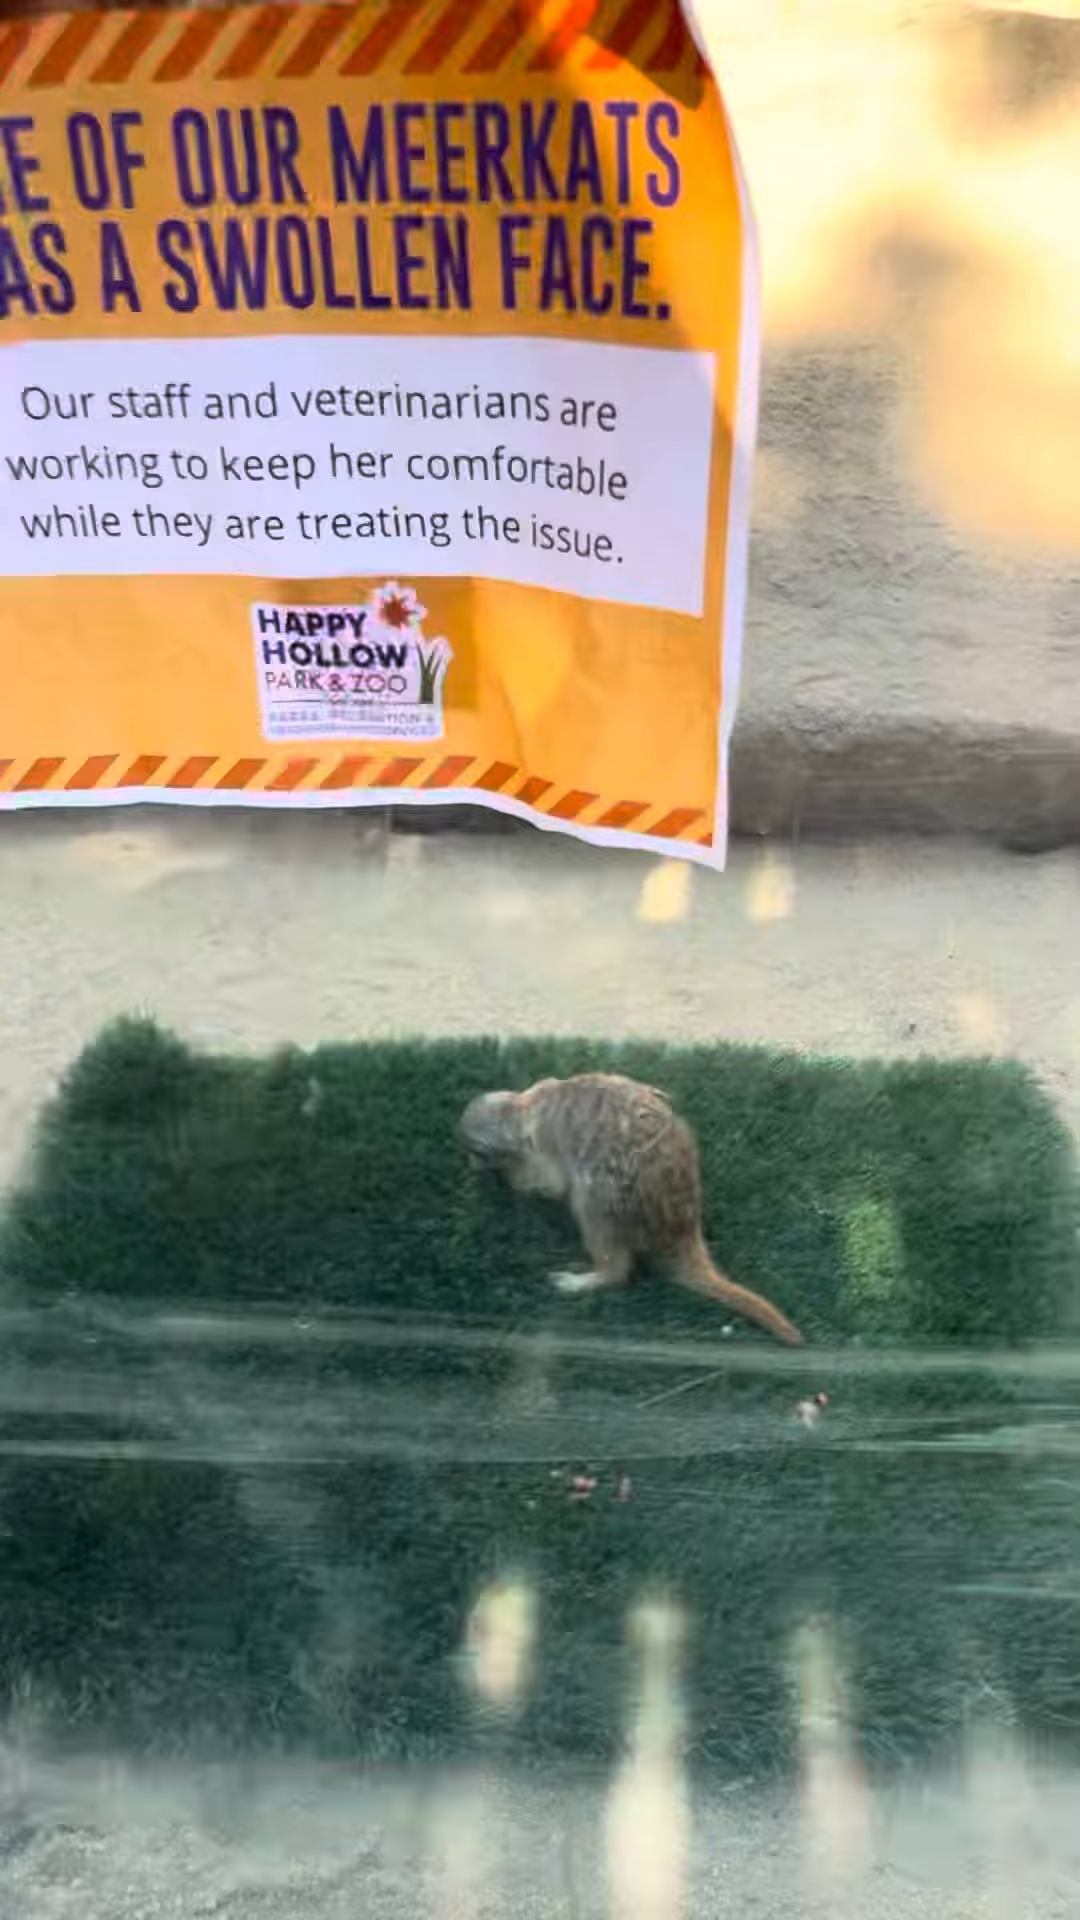 E OF OUR MEERKATS
AS A SWOLLEN FACE.
Our staff and veterinarians are
working to keep her comfortable
while they are treating the issue.
HAPPY
HOLLOW
PARK & ZOO